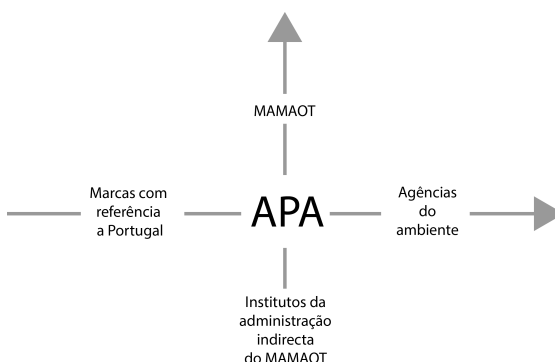 MAMAOT
Marcas com
referência
a Portugal
APA
Agências
do
ambiente
Institutos da
administração
indirecta
do MAMAOT